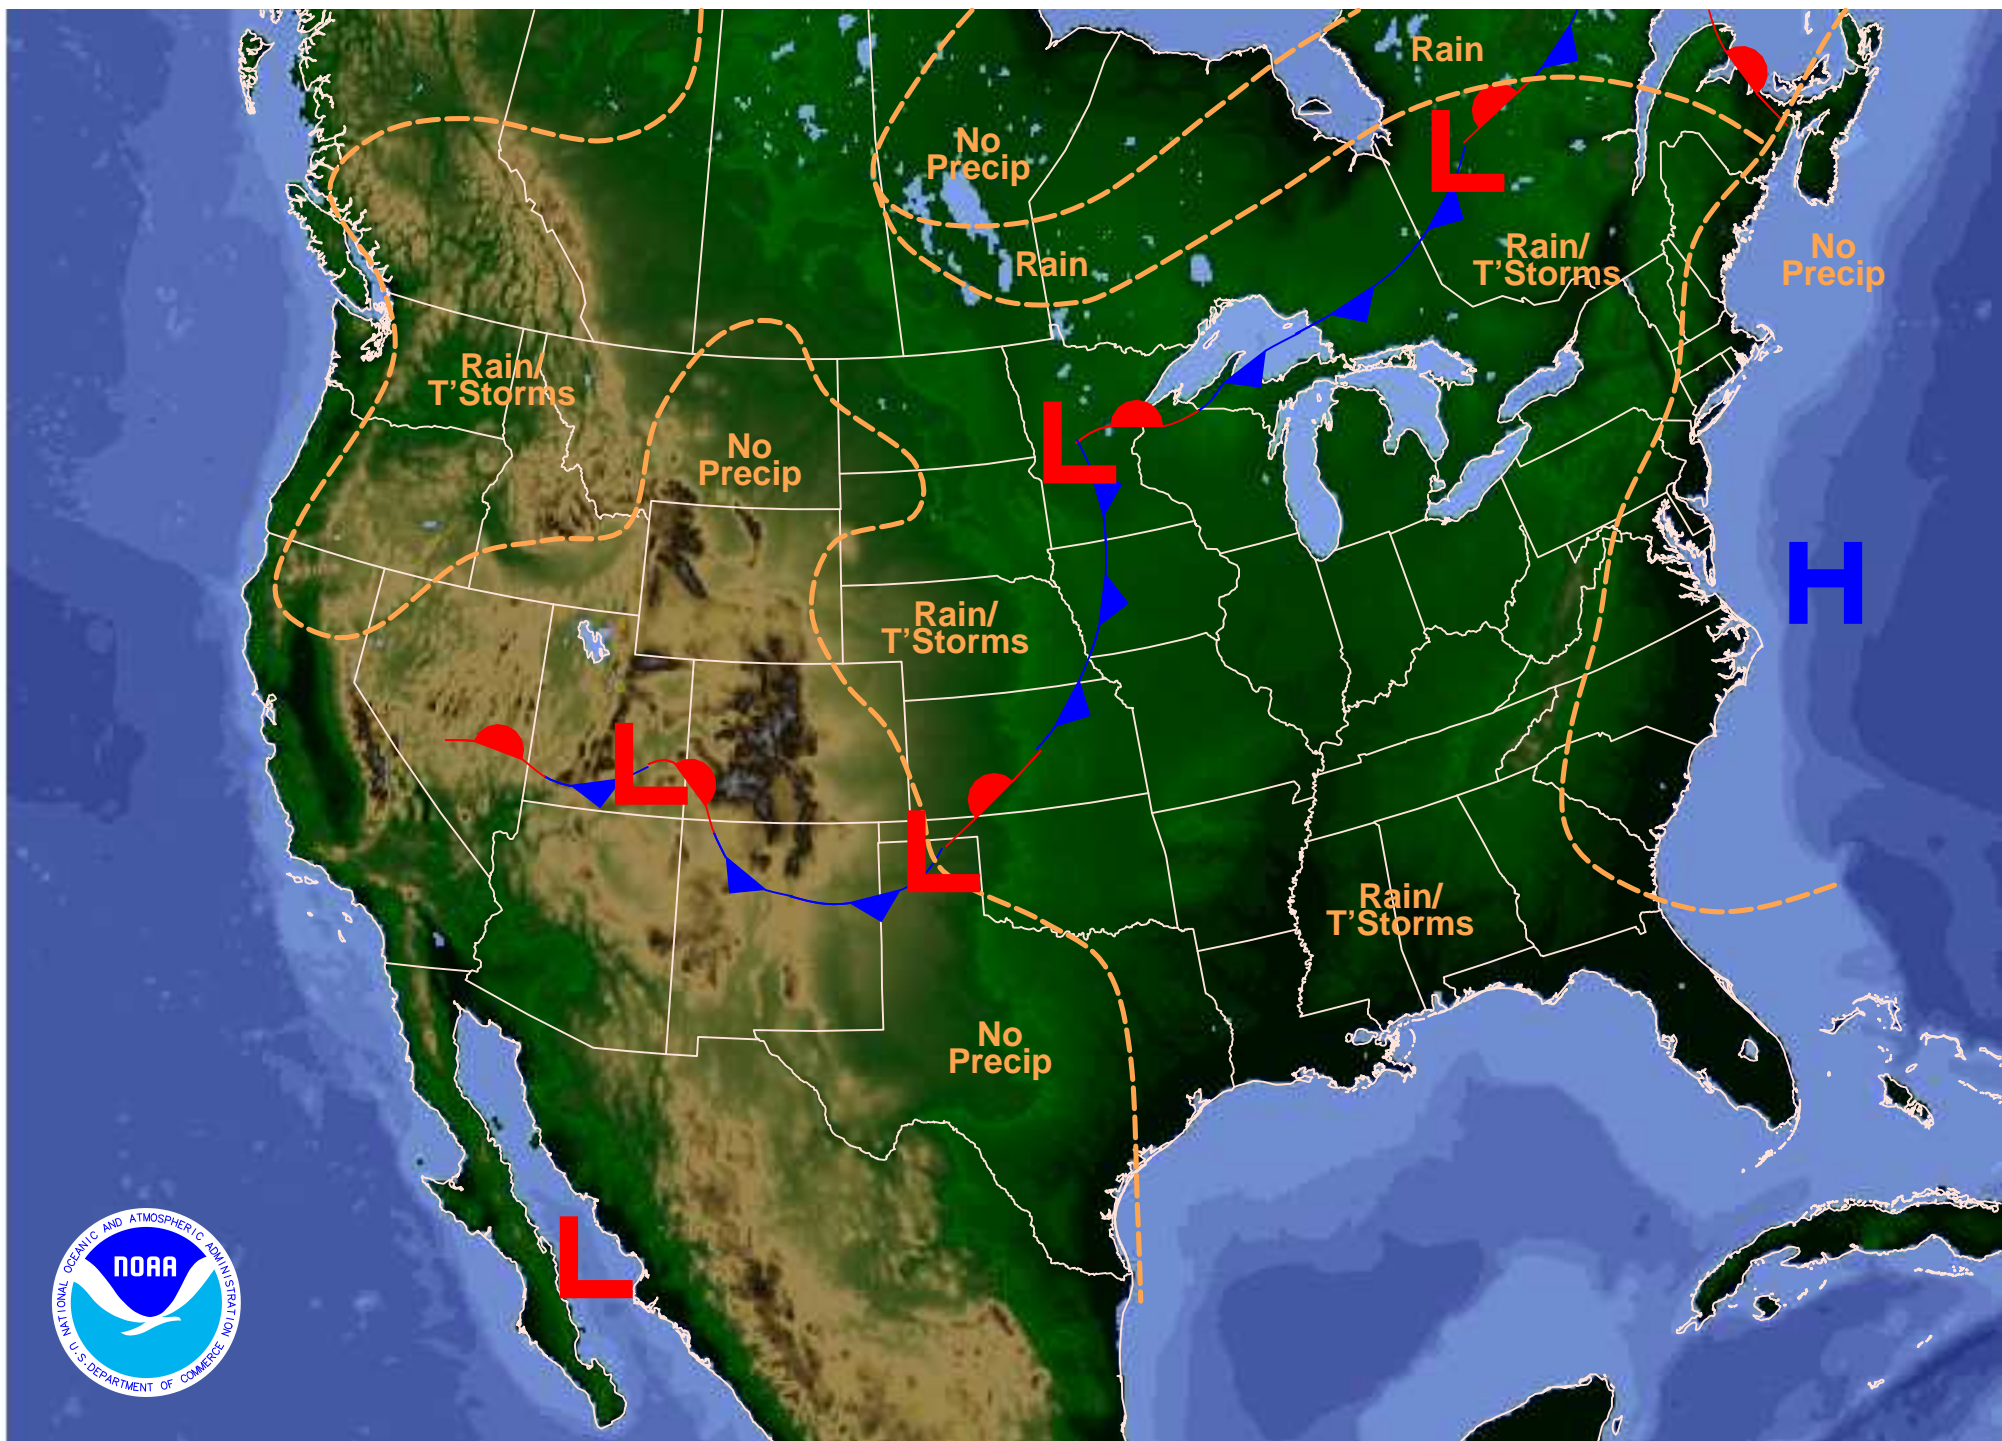 Rain
No
Precip
Rain
Rain/
T'Storms
No
Precip
Rain/
T'Storms
No
Precip
L
L
H
Rain/
T'Storms
L
L
Rain/
T'Storms
No
Precip
L
NATIONAL OCEANIC AND ATMOSPHERIC ADMINISTRATION
NOAA
U.S. DEPARTMENT OF COMMERCE